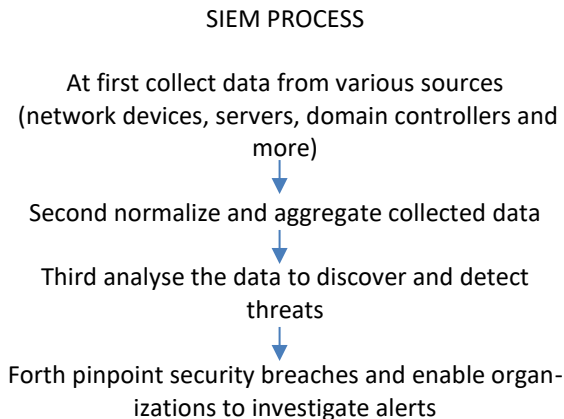 SIEM PROCESS
At first collect data from various sources
(network devices, servers, domain controllers and
more)
Second normalize and aggregate collected data
Third analyse the data to discover and detect
threats
Forth pinpoint security breaches and enable organ-
izations to investigate alerts